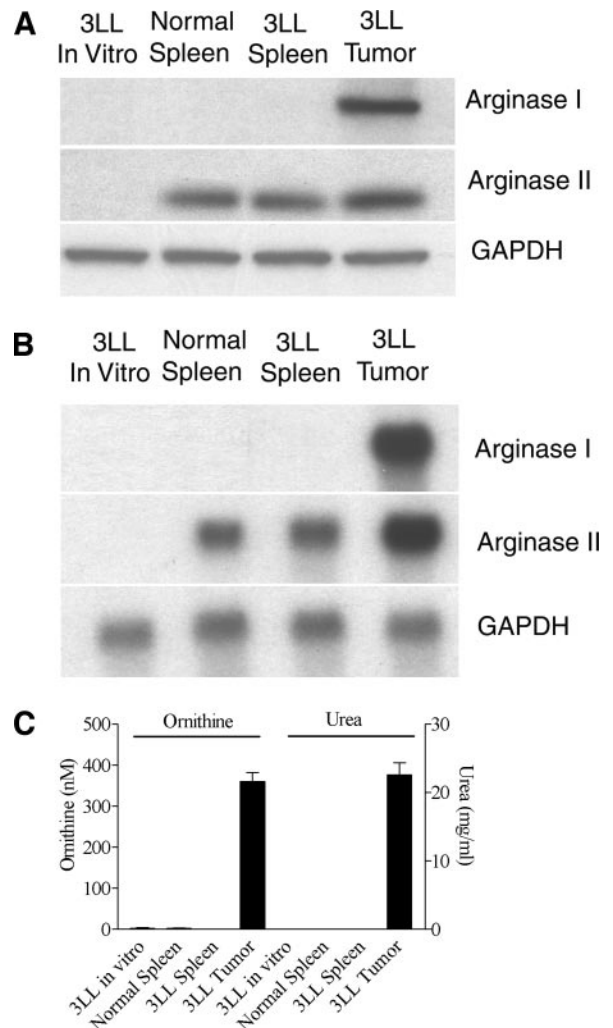 A
3LL Normal 3LL 3LL
In Vitro Spleen Spleen Tumor
Arginase I
Arginase II
GAPDH
B
3LL Normal 3LL 3LL
In Vitro Spleen Spleen Tumor
Arginase I
Arginase II
GAPDH
C
Ornithine Urea
500 30
400
20
300
200
10
100
0 0
Ornithine (nM)
Urea (mg/ml)
3LL in vitro
Normal Spleen
3LL Spleen
3LL Tumor
3LL in vitro
Normal Spleen
3LL Spleen
3LL Tumor